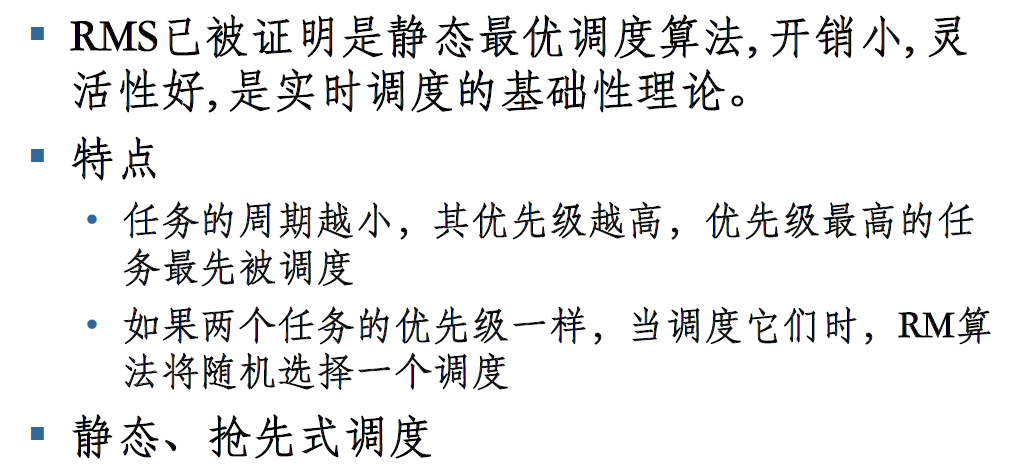 ▪ RMS已被证明是静态最优调度算法,开销小,灵
活性好,是实时调度的基础性理论。
▪ 特点
• 任务的周期越小，其优先级越高，优先级最高的任
务最先被调度
• 如果两个任务的优先级一样，当调度它们时，RM算
法将随机选择一个调度
▪ 静态、抢先式调度